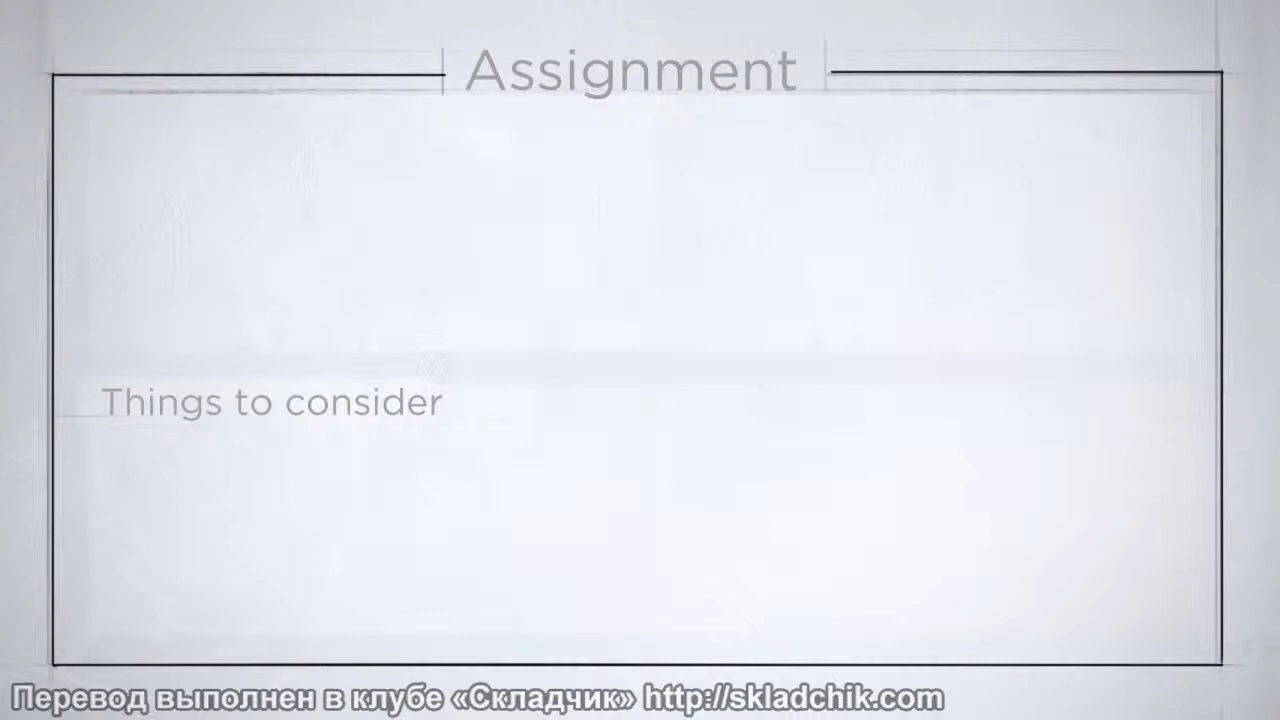 Assignment
Things to consider
Перевод выполнен в клубе «Складчик» http://skladchik.com